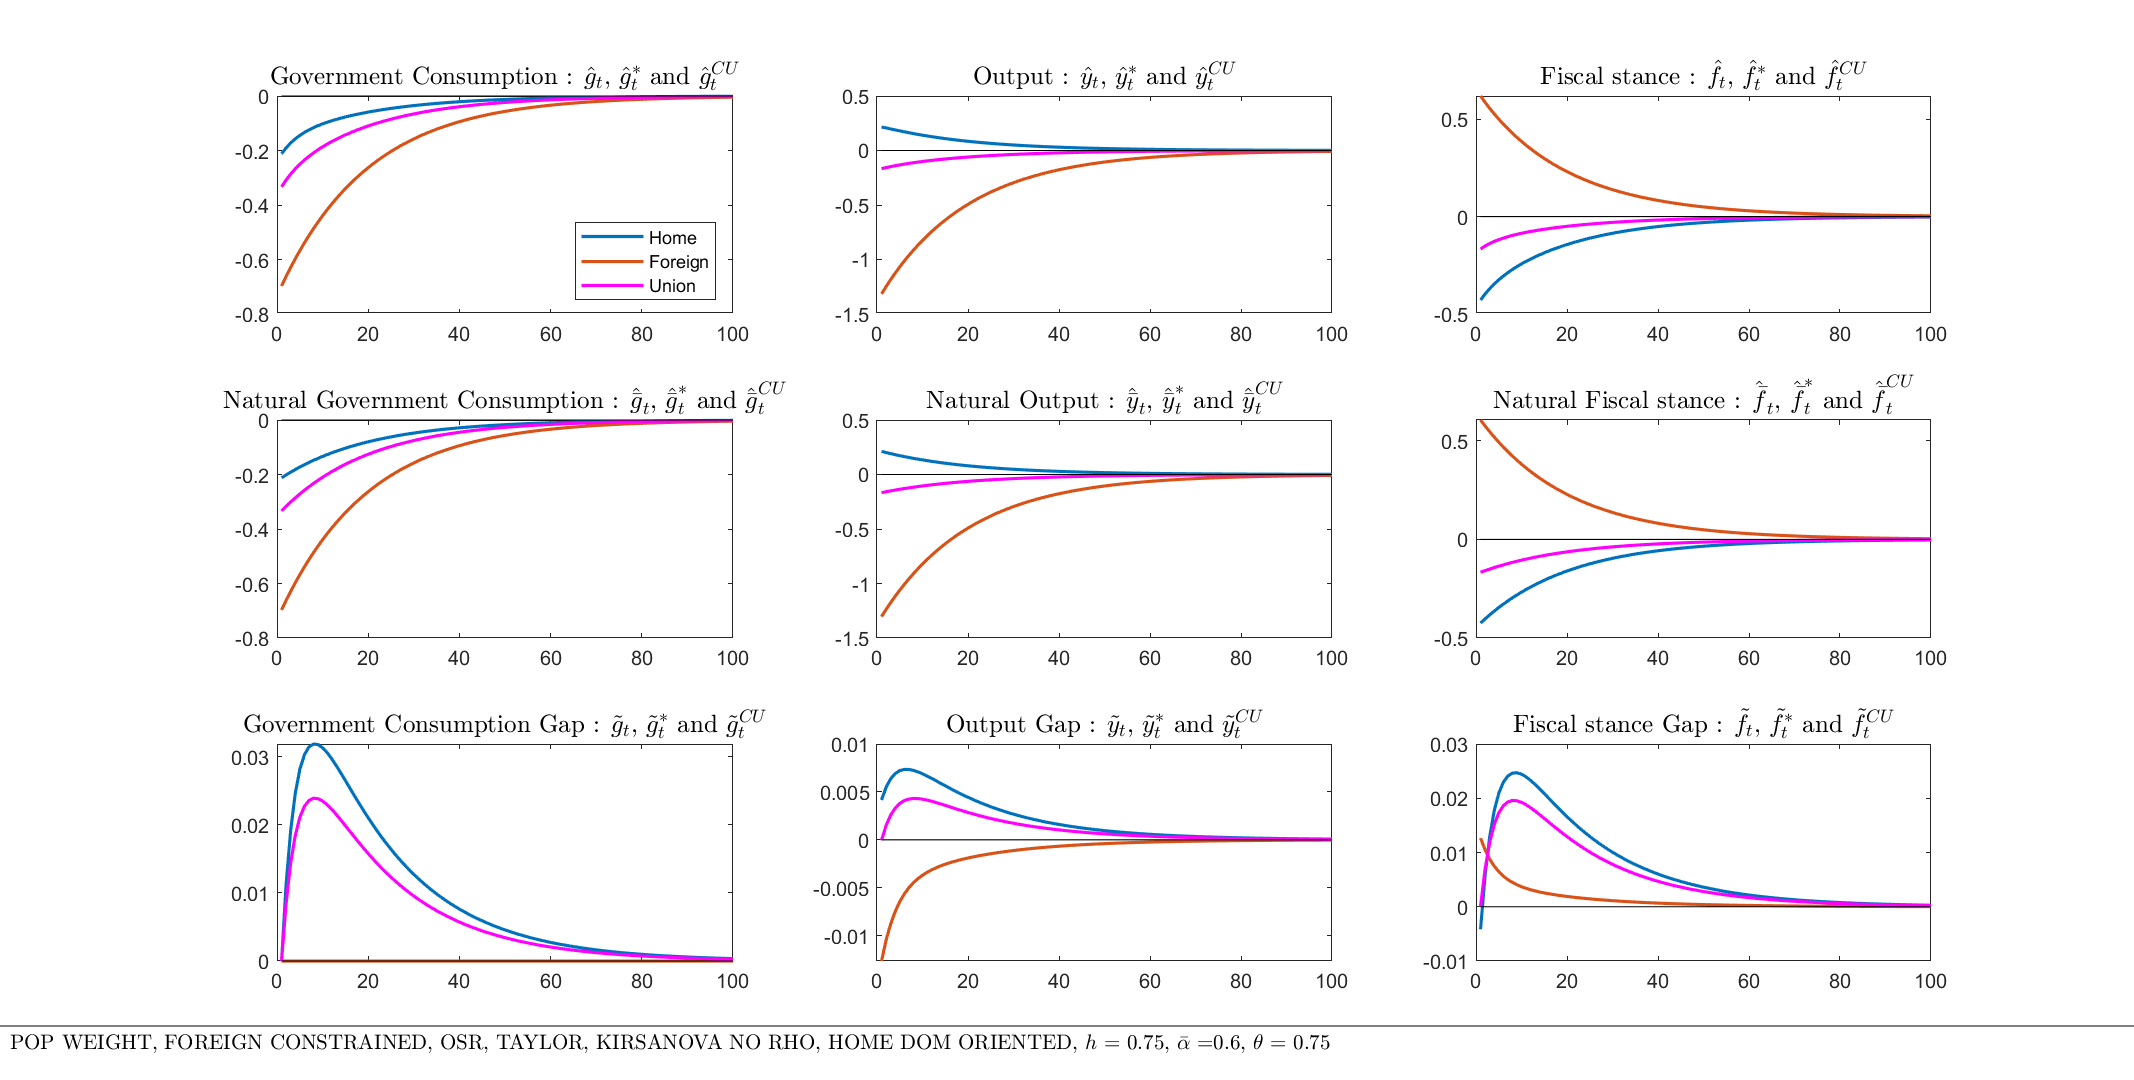 Government Consumption : ĝₜ, ĝₜ* and ĝₜᶜᵁ
0
-0.2
-0.4
-0.6
-0.8
0 20 40 60 80 100
Home
Foreign
Union
Output : ŷₜ, ŷₜ* and ŷₜᶜᵁ
0.5
0
-0.5
-1
-1.5
0 20 40 60 80 100
Fiscal stance : f̂ₜ, f̂ₜ* and f̂ₜᶜᵁ
0.5
0
-0.5
0 20 40 60 80 100
Natural Government Consumption : ḡ̂ₜ, ḡ̂ₜ* and ḡ̂ₜᶜᵁ
0
-0.2
-0.4
-0.6
-0.8
0 20 40 60 80 100
Natural Output : ȳ̂ₜ, ȳ̂ₜ* and ȳ̂ₜᶜᵁ
0.5
0
-0.5
-1
-1.5
0 20 40 60 80 100
Natural Fiscal stance : f̄̂ₜ, f̄̂ₜ* and f̄̂ₜᶜᵁ
0.5
0
-0.5
0 20 40 60 80 100
Government Consumption Gap : g̃ₜ, g̃ₜ* and g̃ₜᶜᵁ
0.03
0.02
0.01
0
0 20 40 60 80 100
Output Gap : ỹₜ, ỹₜ* and ỹₜᶜᵁ
0.01
0.005
0
-0.005
-0.01
0 20 40 60 80 100
Fiscal stance Gap : f̃ₜ, f̃ₜ* and f̃ₜᶜᵁ
0.03
0.02
0.01
0
-0.01
0 20 40 60 80 100
POP WEIGHT, FOREIGN CONSTRAINED, OSR, TAYLOR, KIRSANOVA NO RHO, HOME DOM ORIENTED, h = 0.75, ᾱ =0.6, θ = 0.75